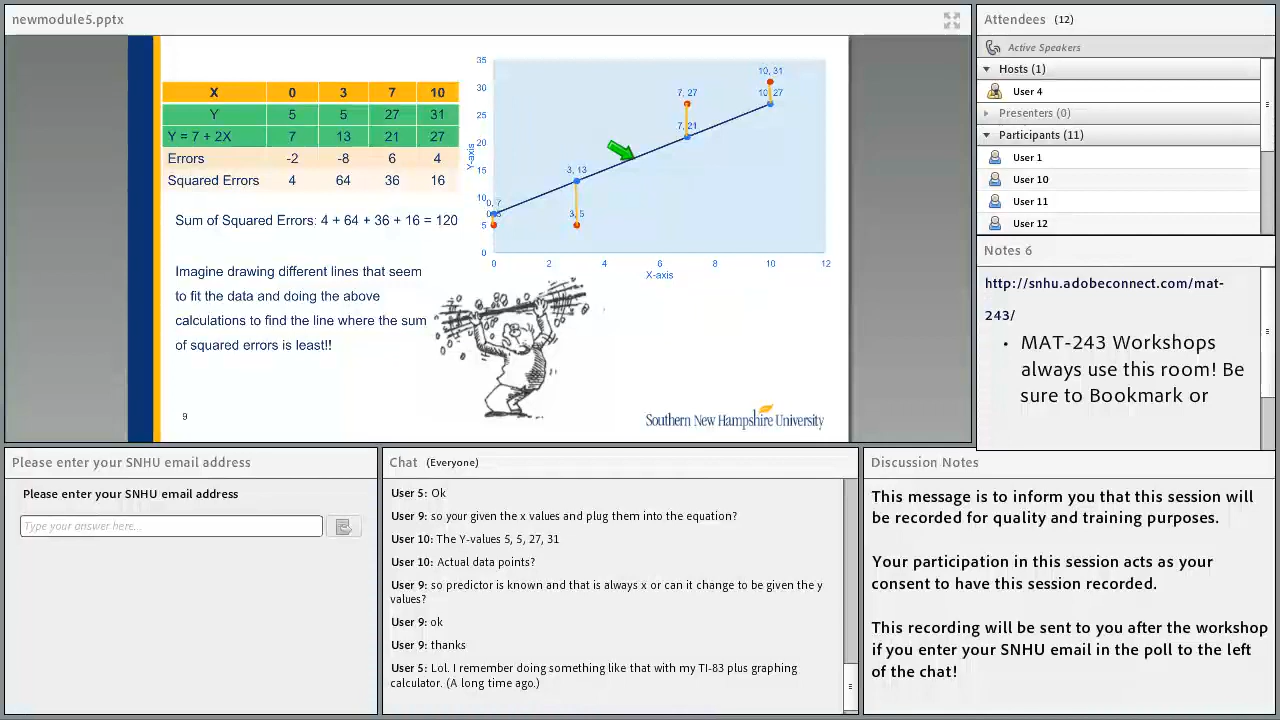 newmodule5.pptx
X 0 3 7 10
Y 5 5 27 31
Y = 7 + 2X 7 13 21 27
Errors -2 -8 6 4
Squared Errors 4 64 36 16
Sum of Squared Errors: 4 + 64 + 36 + 16 = 120
Imagine drawing different lines that seem
to fit the data and doing the above
calculations to find the line where the sum
of squared errors is least!!
9
35
30
25
20
15
10
5
0
Y-axis
0 2 4 6 8 10 12
X-axis
10, 31
7, 27
10, 27
7, 21
3, 13
0, 7
3, 5
Southern New Hampshire University
Attendees (12)
Active Speakers
Hosts (1)
User 4
Presenters (0)
Participants (11)
User 1
User 10
User 11
User 12
Notes 6
http://snhu.adobeconnect.com/mat-
243/
• MAT-243 Workshops
always use this room! Be
sure to Bookmark or
Please enter your SNHU email address
Please enter your SNHU email address
Type your answer here...
Chat (Everyone)
User 5: Ok
User 9: so your given the x values and plug them into the equation?
User 10: The Y-values 5, 5, 27, 31
User 10: Actual data points?
User 9: so predictor is known and that is always x or can it change to be given the y
values?
User 9: ok
User 9: thanks
User 5: Lol. I remember doing something like that with my TI-83 plus graphing
calculator. (A long time ago.)
Discussion Notes
This message is to inform you that this session will
be recorded for quality and training purposes.
Your participation in this session acts as your
consent to have this session recorded.
This recording will be sent to you after the workshop
if you enter your SNHU email in the poll to the left
of the chat!